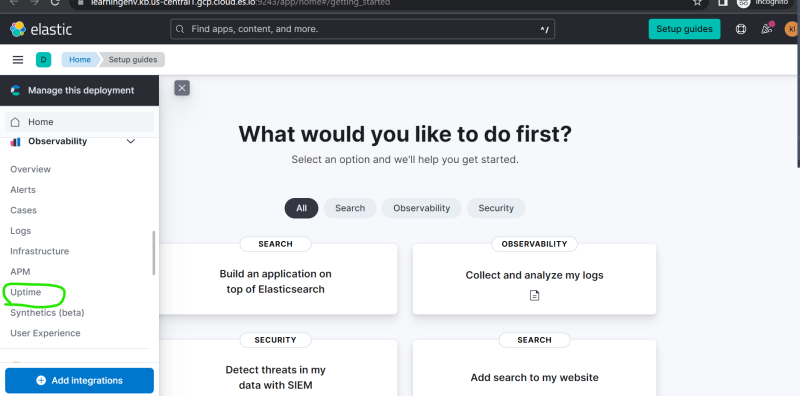 learningenv.kb.us-central1.gcp.cloud.es.io:9243/app/home#/getting_started
Incognito
elastic
Find apps, content, and more.
^/
Setup guides
ki
D
Home
Setup guides
Manage this deployment
Home
Observability
Overview
Alerts
Cases
Logs
Infrastructure
APM
Uptime
Synthetics (beta)
User Experience
Add integrations
What would you like to do first?
Select an option and we'll help you get started.
All
Search
Observability
Security
SEARCH
Build an application on
top of Elasticsearch
OBSERVABILITY
Collect and analyze my logs
SECURITY
Detect threats in my
data with SIEM
SEARCH
Add search to my website